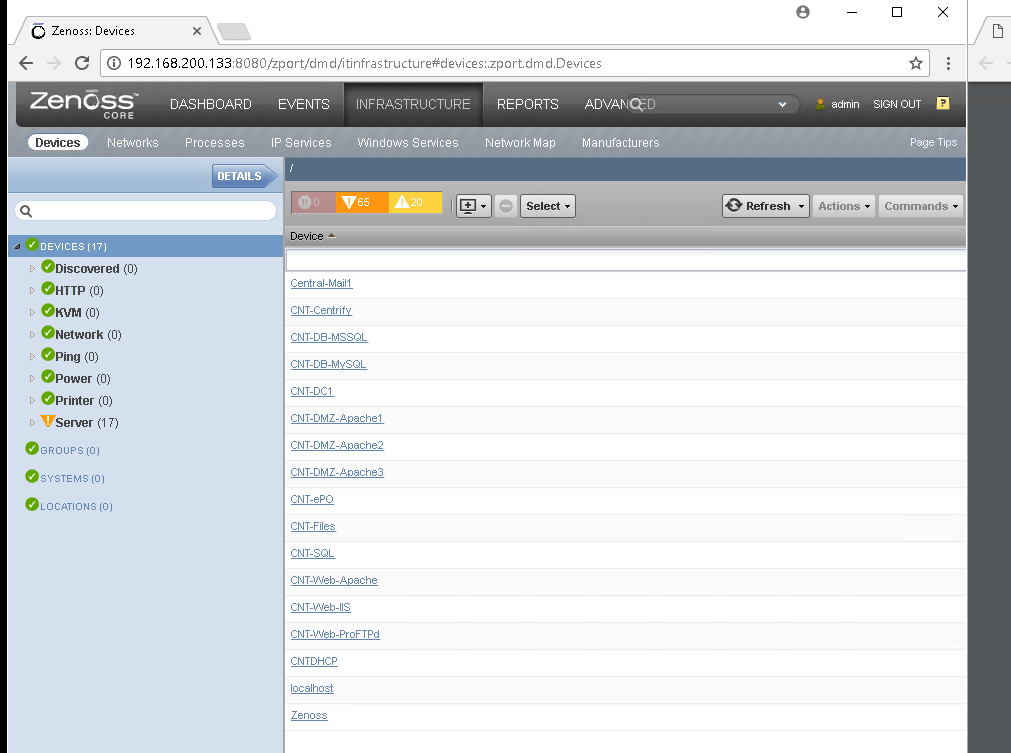 Zenoss: Devices
192.168.200.133:8080/zport/dmd/itinfrastructure#devices:.zport.dmd.Devices
Zenoss™ CORE
DASHBOARD EVENTS INFRASTRUCTURE REPORTS ADVANCED admin SIGN OUT ?
Devices Networks Processes IP Services Windows Services Network Map Manufacturers Page Tips
DETAILS /
0 65 20 Select Refresh Actions Commands
Device
DEVICES (17)
Discovered (0)
HTTP (0)
KVM (0)
Network (0)
Ping (0)
Power (0)
Printer (0)
Server (17)
GROUPS (0)
SYSTEMS (0)
LOCATIONS (0)
Central-Mail1
CNT-Centrify
CNT-DB-MSSQL
CNT-DB-MySQL
CNT-DC1
CNT-DMZ-Apache1
CNT-DMZ-Apache2
CNT-DMZ-Apache3
CNT-ePO
CNT-Files
CNT-SQL
CNT-Web-Apache
CNT-Web-IIS
CNT-Web-ProFTPd
CNTDHCP
localhost
Zenoss